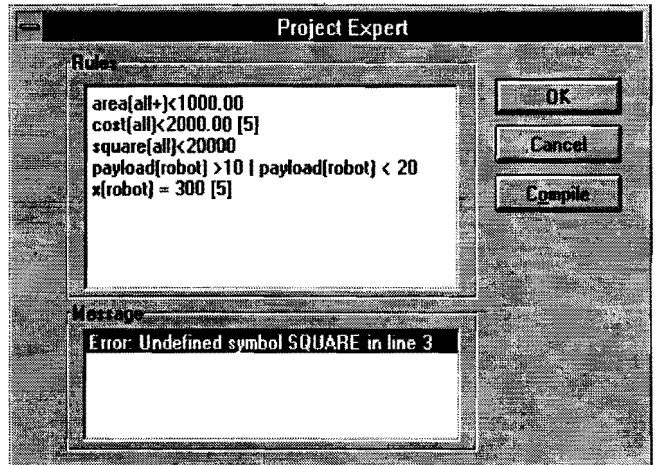 Project Expert
Rules
area(all+)<1000.00
cost(all)<2000.00 [5]
square(all)<20000
payload(robot) >10 | payload(robot) < 20
x(robot) = 300 [5]
OK
Cancel
Compile
Message
Error: Undefined symbol SQUARE in line 3